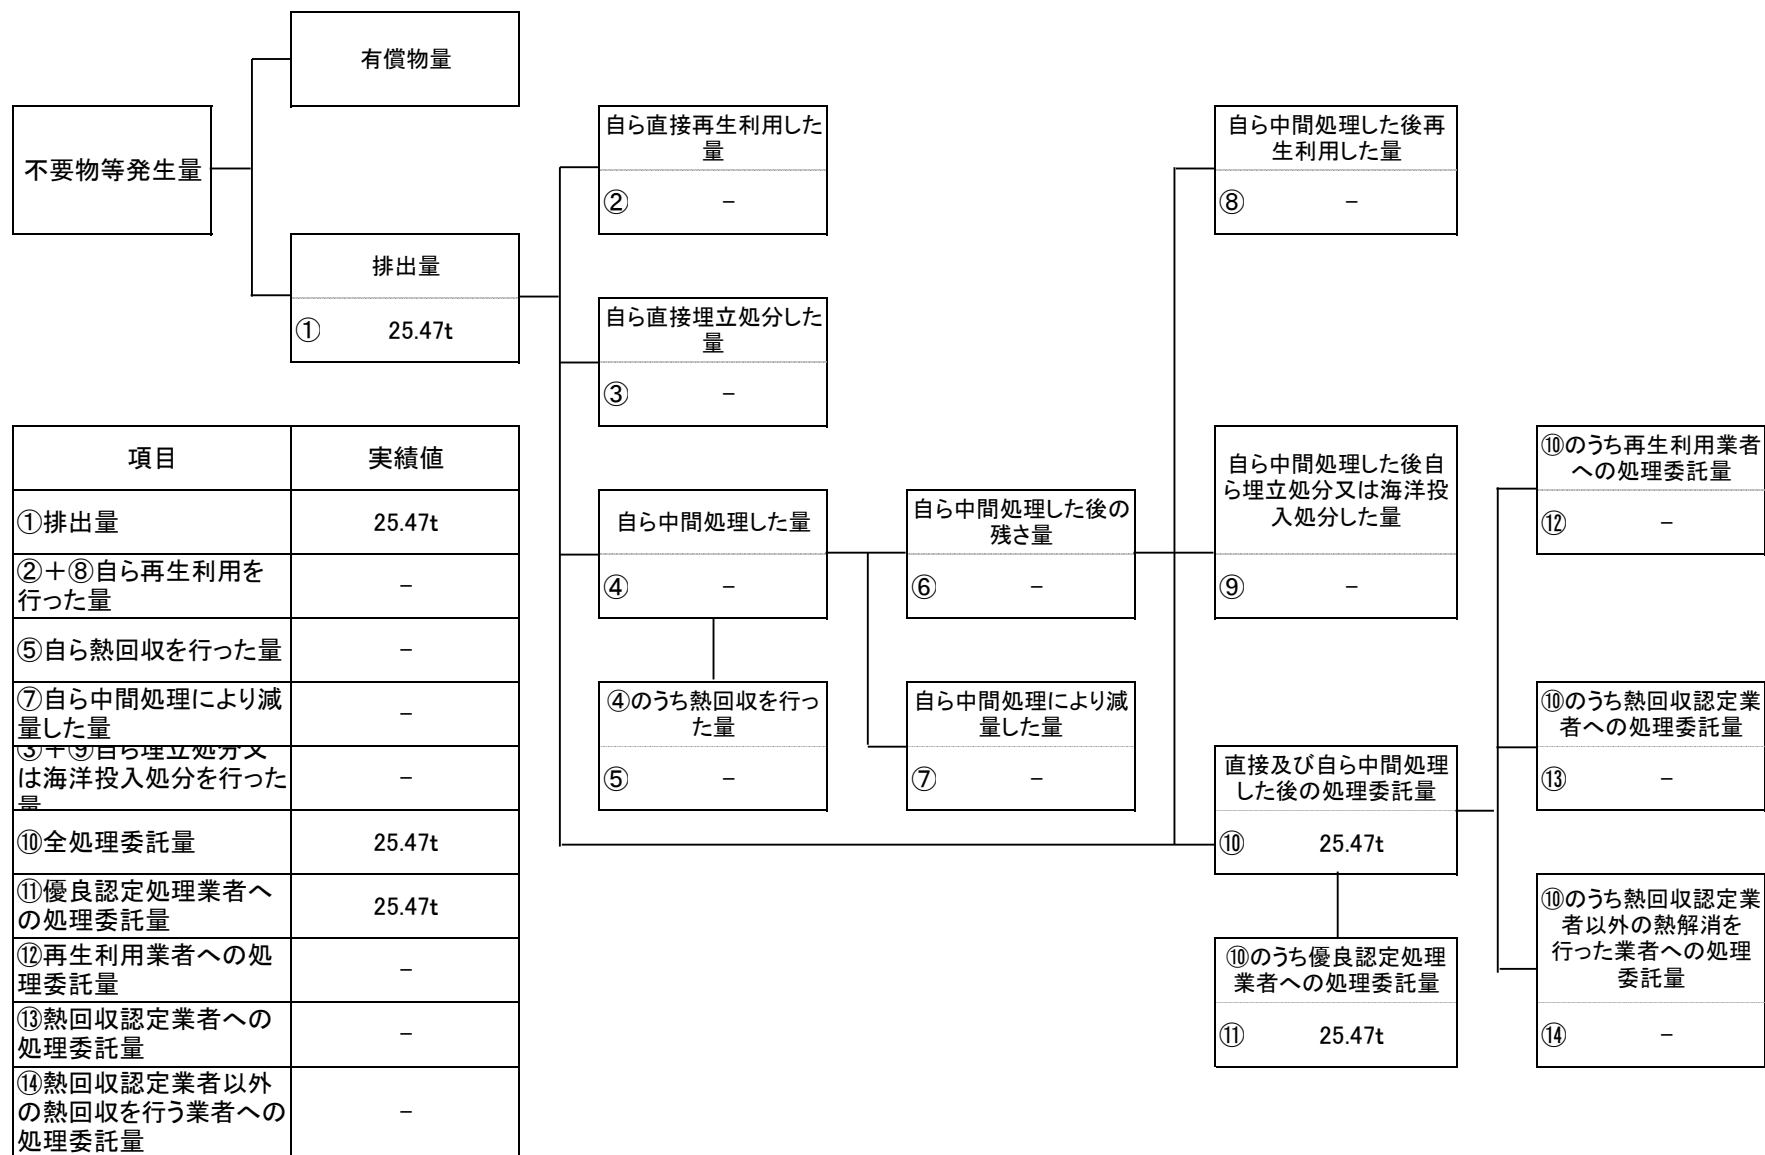 有償物量
不要物等発生量
排出量
① 25.47t
自ら直接再生利用した
量
② −
自ら直接埋立処分した
量
③ −
自ら中間処理した量
④ −
④のうち熱回収を行っ
た量
⑤ −
自ら中間処理した後の
残さ量
⑥ −
自ら中間処理により減
量した量
⑦ −
自ら中間処理した後再
生利用した量
⑧ −
自ら中間処理した後自
ら埋立処分又は海洋投
入処分した量
⑨ −
直接及び自ら中間処理
した後の処理委託量
⑩ 25.47t
⑩のうち優良認定処理
業者への処理委託量
⑪ 25.47t
⑩のうち再生利用業者
への処理委託量
⑫ −
⑩のうち熱回収認定業
者への処理委託量
⑬ −
⑩のうち熱回収認定業
者以外の熱解消を
行った業者への処理
委託量
⑭ −
項目 実績値
①排出量 25.47t
②＋⑧自ら再生利用を
行った量 −
⑤自ら熱回収を行った量 −
⑦自ら中間処理により減
量した量 −
③＋⑨自ら埋立処分又
は海洋投入処分を行った
量 −
⑩全処理委託量 25.47t
⑪優良認定処理業者へ
の処理委託量 25.47t
⑫再生利用業者への処
理委託量 −
⑬熱回収認定業者への
処理委託量 −
⑭熱回収認定業者以外
の熱回収を行う業者への
処理委託量 −